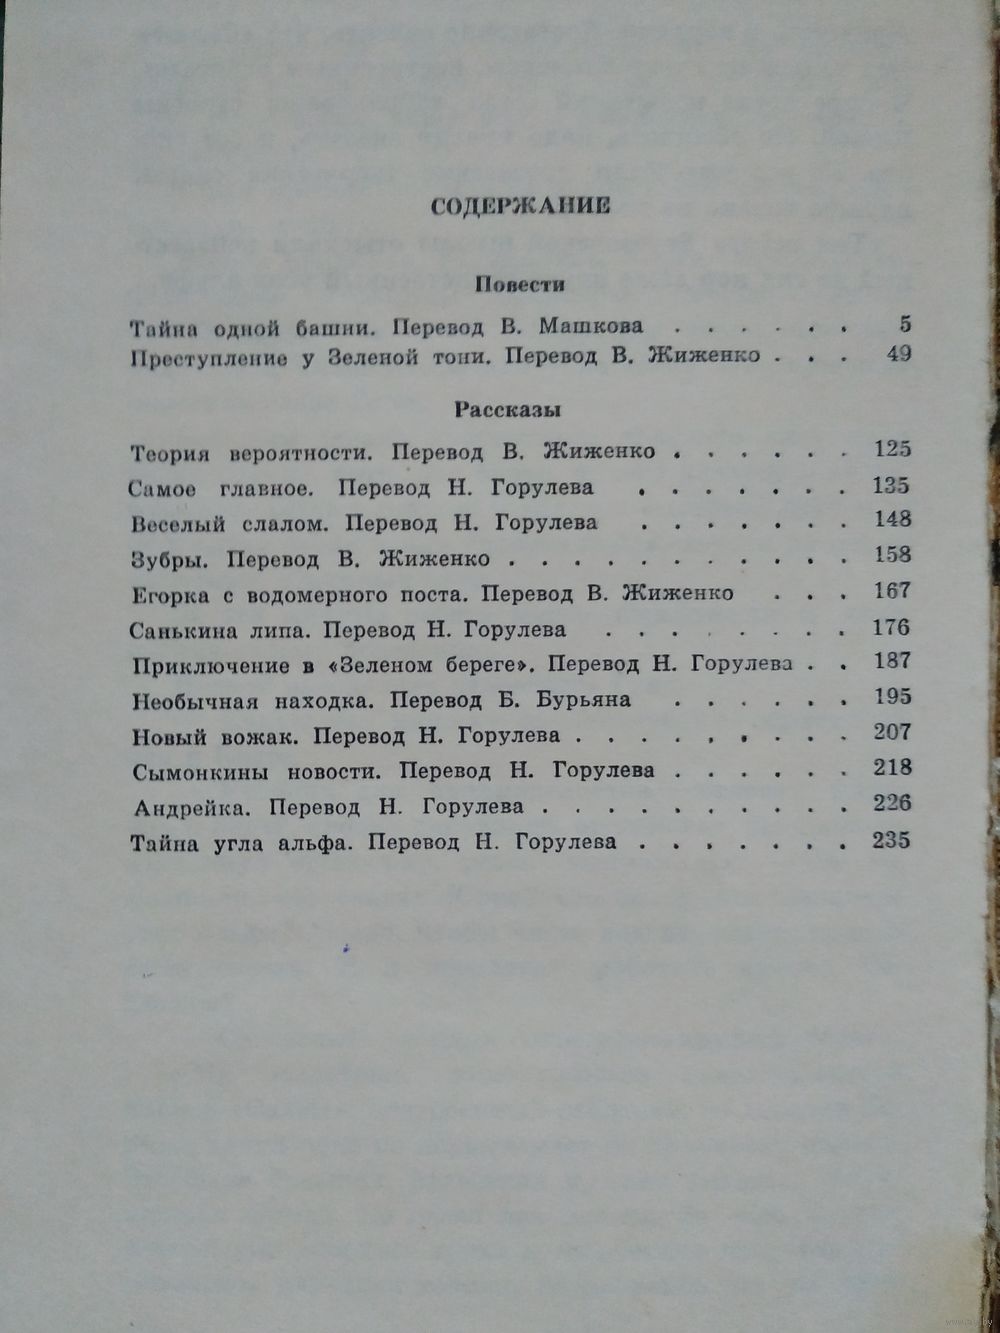 СОДЕРЖАНИЕ
Повести
Тайна одной башни. Перевод В. Машкова . . . . . . 5
Преступление у Зеленой тони. Перевод В. Жиженко . . . 49
Рассказы
Теория вероятности. Перевод В. Жиженко . . . . . . 125
Самое главное. Перевод Н. Горулева . . . . . . . 135
Веселый слалом. Перевод Н. Горулева . . . . . . . 148
Зубры. Перевод В. Жиженко . . . . . . . . . . . 158
Егорка с водомерного поста. Перевод В. Жиженко . . . 167
Санькина липа. Перевод Н. Горулева . . . . . . . . 176
Приключение в «Зеленом береге». Перевод Н. Горулева . . 187
Необычная находка. Перевод Б. Бурьяна . . . . . . 195
Новый вожак. Перевод Н. Горулева . . . . . . . . . 207
Сымонкины новости. Перевод Н. Горулева . . . . . . 218
Андрейка. Перевод Н. Горулева . . . . . . . . . . 226
Тайна угла альфа. Перевод Н. Горулева . . . . . . . 235